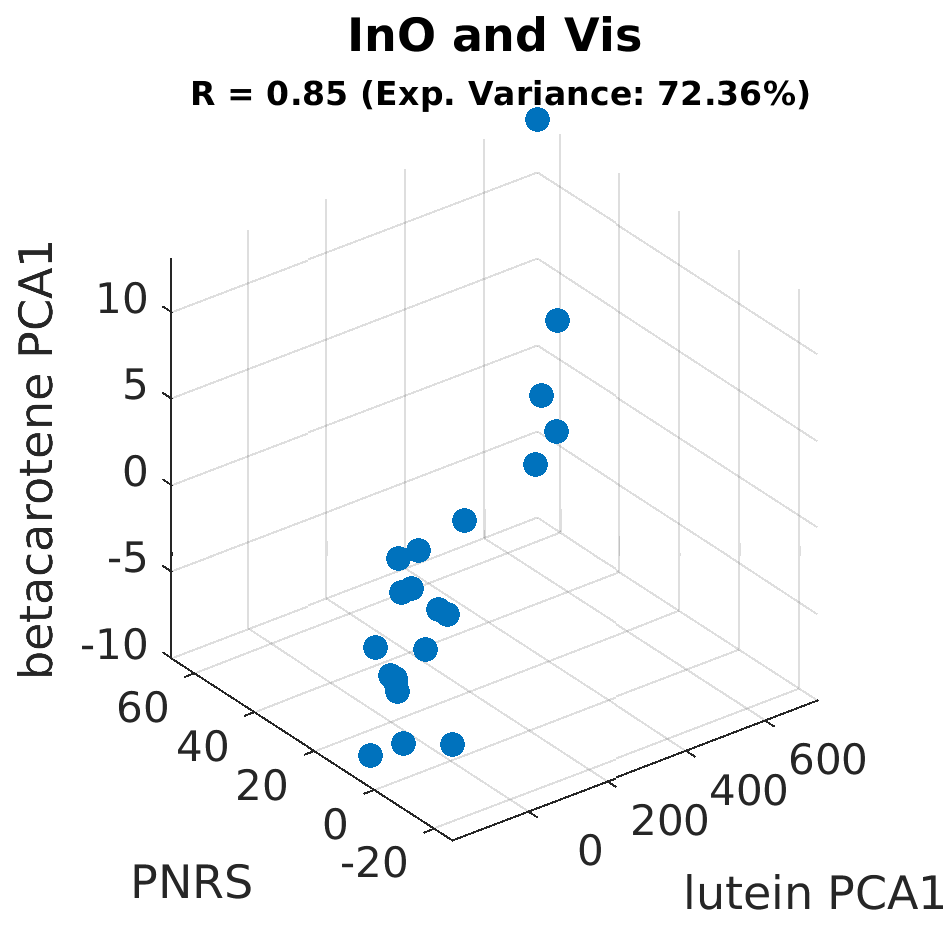 InO and Vis
R = 0.85 (Exp. Variance: 72.36%)
betacarotene PCA1
10
5
0
-5
-10
60
40
20
0
-20
PNRS
0
200
400
600
lutein PCA1